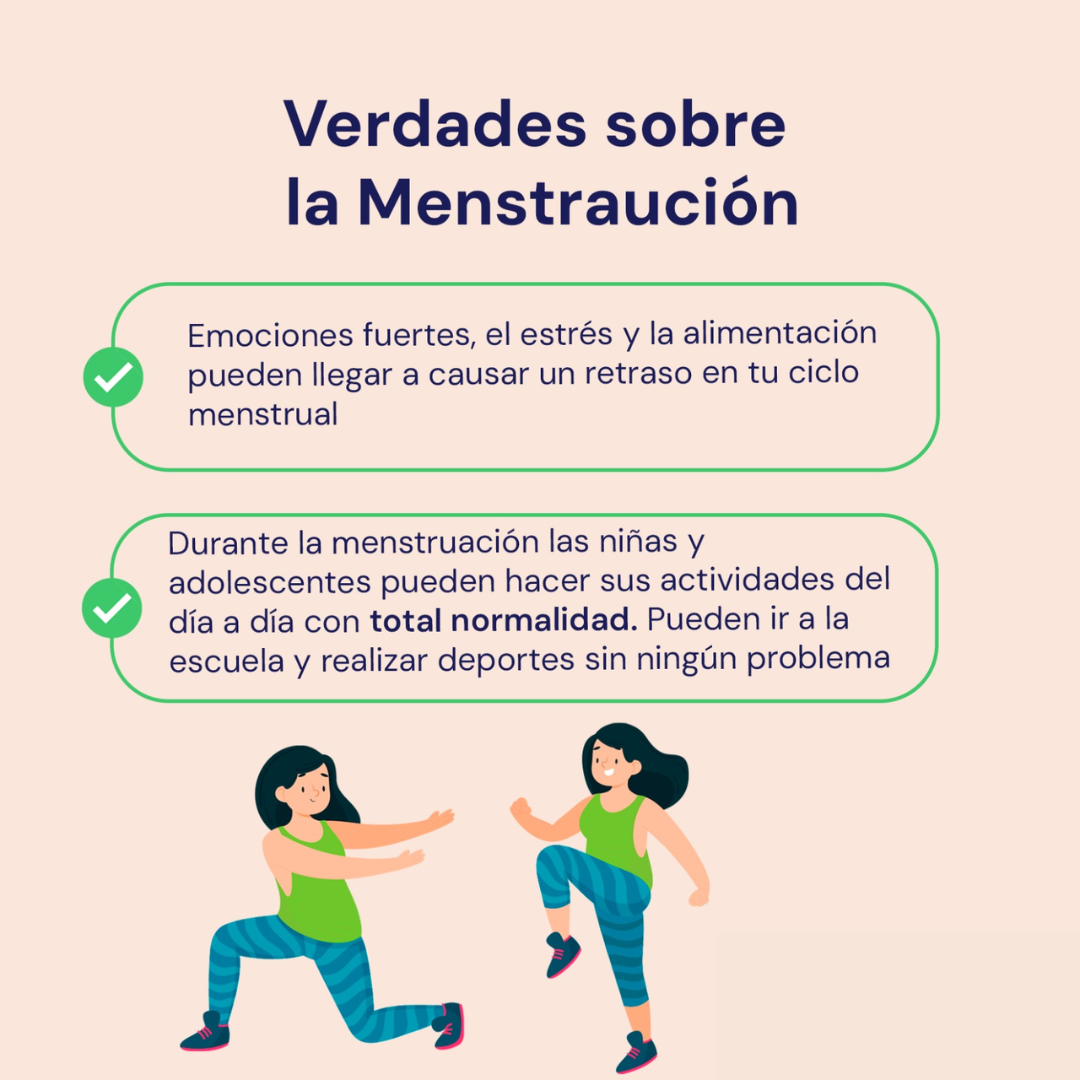 Verdades sobre
la Menstraución
Emociones fuertes, el estrés y la alimentación
pueden llegar a causar un retraso en tu ciclo
menstrual
Durante la menstruación las niñas y
adolescentes pueden hacer sus actividades del
día a día con total normalidad. Pueden ir a la
escuela y realizar deportes sin ningún problema